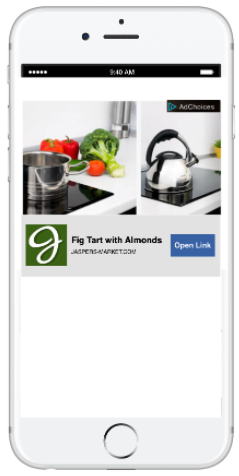 9:40 AM
AdChoices
Fig Tart with Almonds
JASPERS-MARKET.COM
Open Link